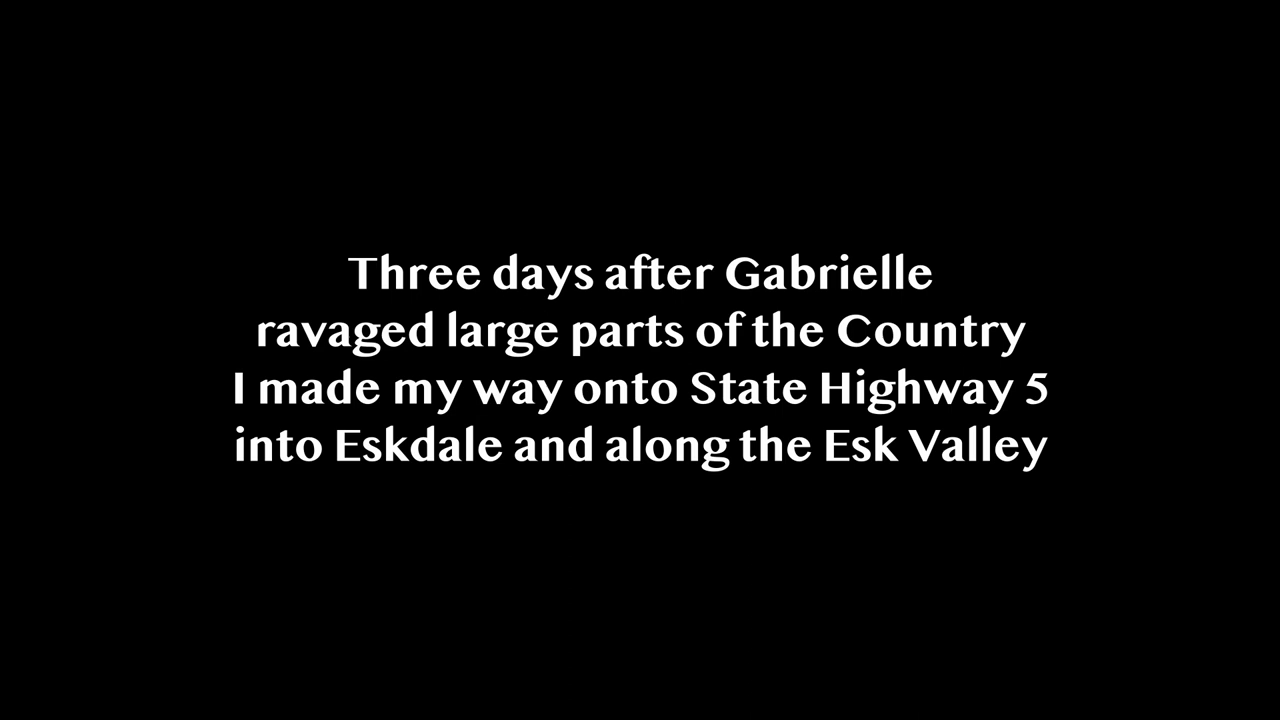 Three days after Gabrielle
ravaged large parts of the Country
I made my way onto State Highway 5
into Eskdale and along the Esk Valley